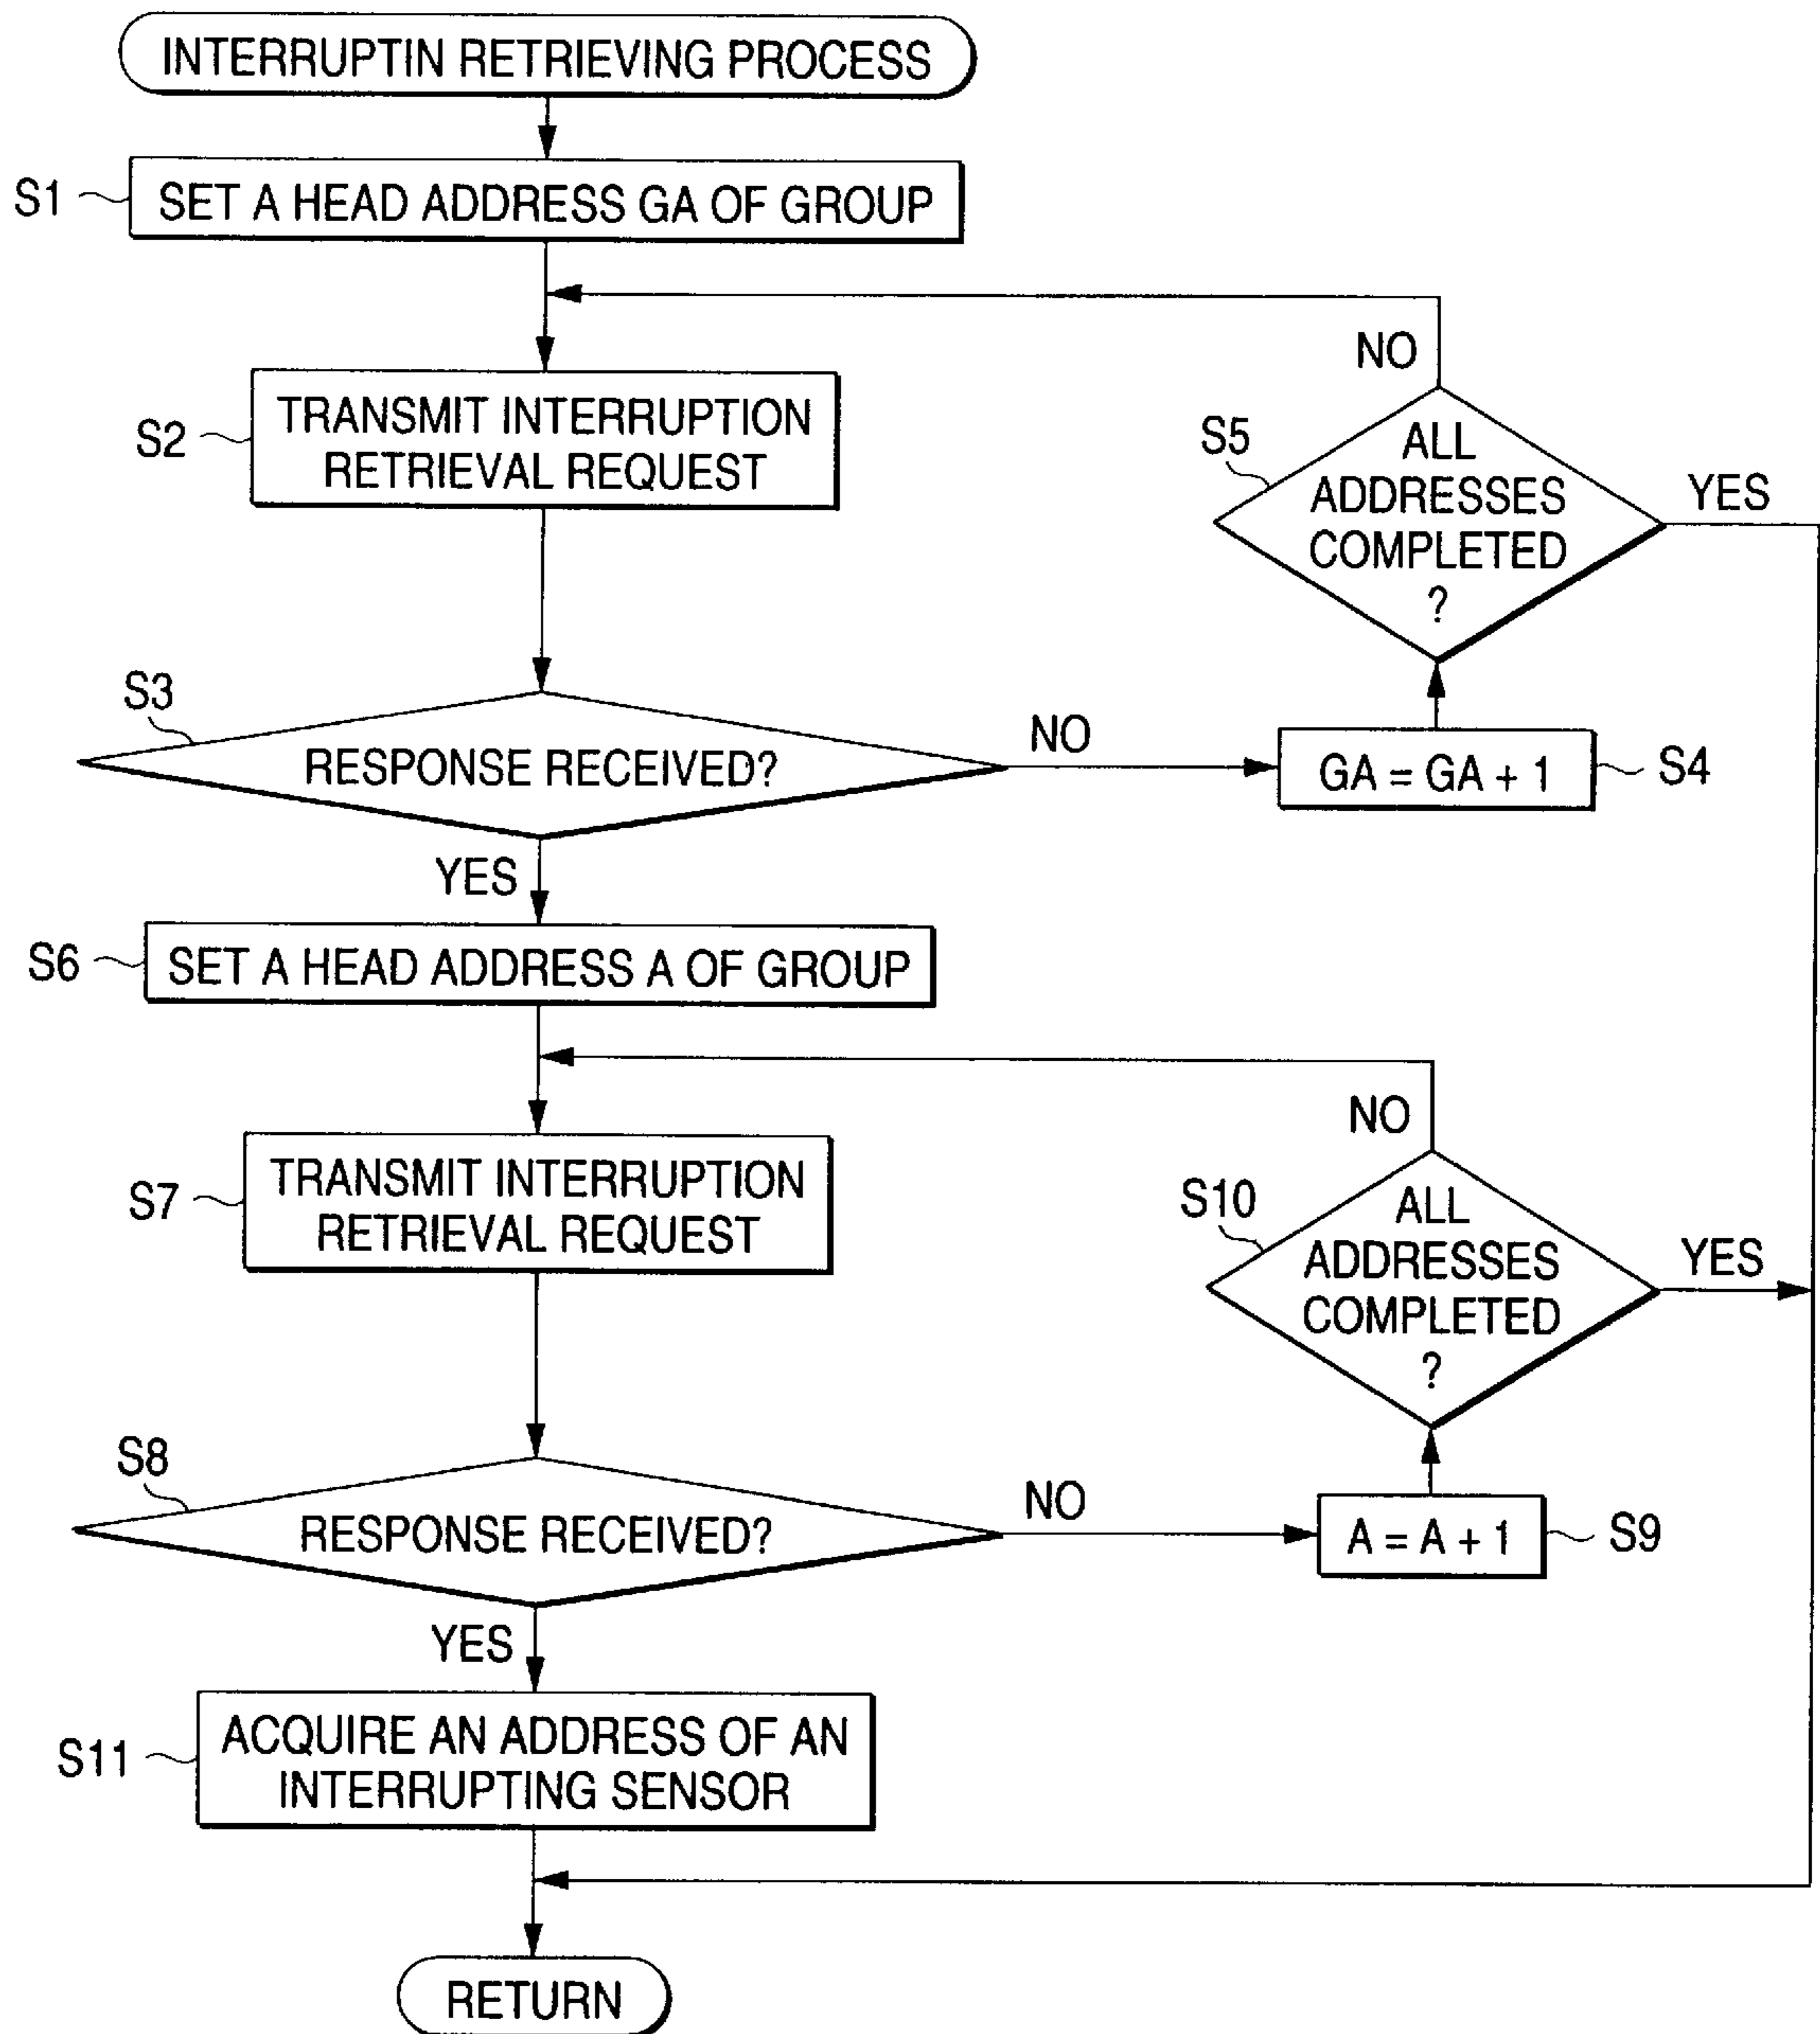 INTERRUPTIN RETRIEVING PROCESS
S1
SET A HEAD ADDRESS GA OF GROUP
NO
S2
TRANSMIT INTERRUPTION
RETRIEVAL REQUEST
S5
ALL
ADDRESSES
COMPLETED
?
YES
S3
RESPONSE RECEIVED?
NO
GA = GA + 1
S4
YES
S6
SET A HEAD ADDRESS A OF GROUP
NO
S7
TRANSMIT INTERRUPTION
RETRIEVAL REQUEST
S10
ALL
ADDRESSES
COMPLETED
?
YES
S8
RESPONSE RECEIVED?
NO
A = A + 1
S9
YES
S11
ACQUIRE AN ADDRESS OF AN
INTERRUPTING SENSOR
RETURN